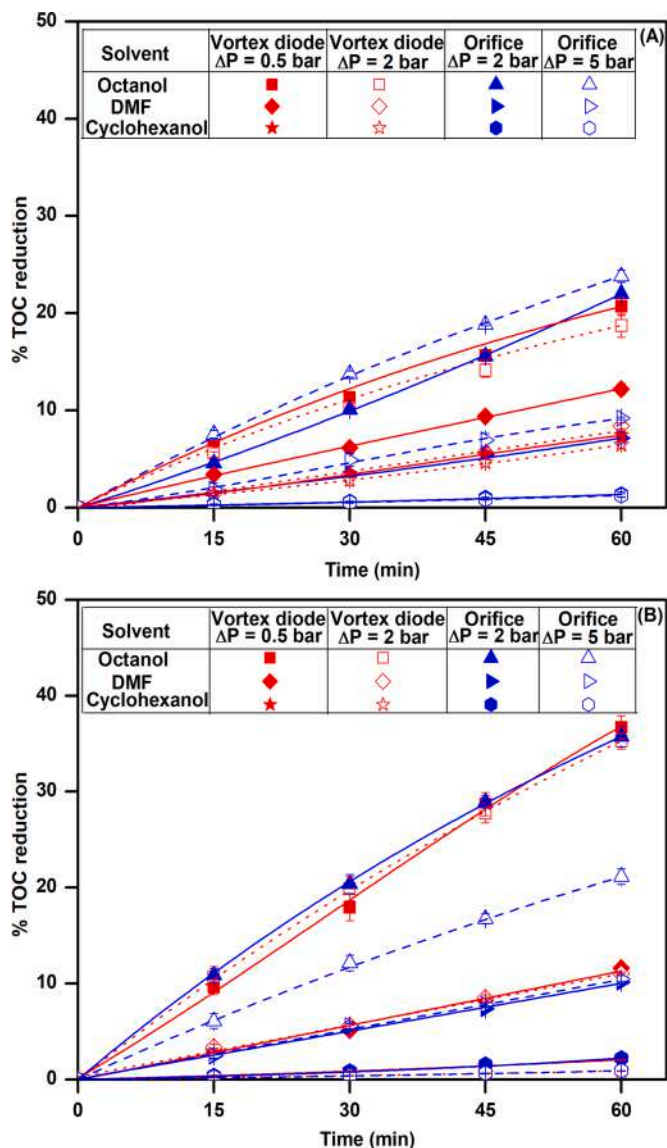 50
(A)
Solvent
Vortex diode
ΔP = 0.5 bar
Vortex diode
ΔP = 2 bar
Orifice
ΔP = 2 bar
Orifice
ΔP = 5 bar
Octanol
DMF
Cyclohexanol
40
30
20
10
0
% TOC reduction
0 15 30 45 60
Time (min)
50
(B)
Solvent
Vortex diode
ΔP = 0.5 bar
Vortex diode
ΔP = 2 bar
Orifice
ΔP = 2 bar
Orifice
ΔP = 5 bar
Octanol
DMF
Cyclohexanol
40
30
20
10
0
% TOC reduction
0 15 30 45 60
Time (min)